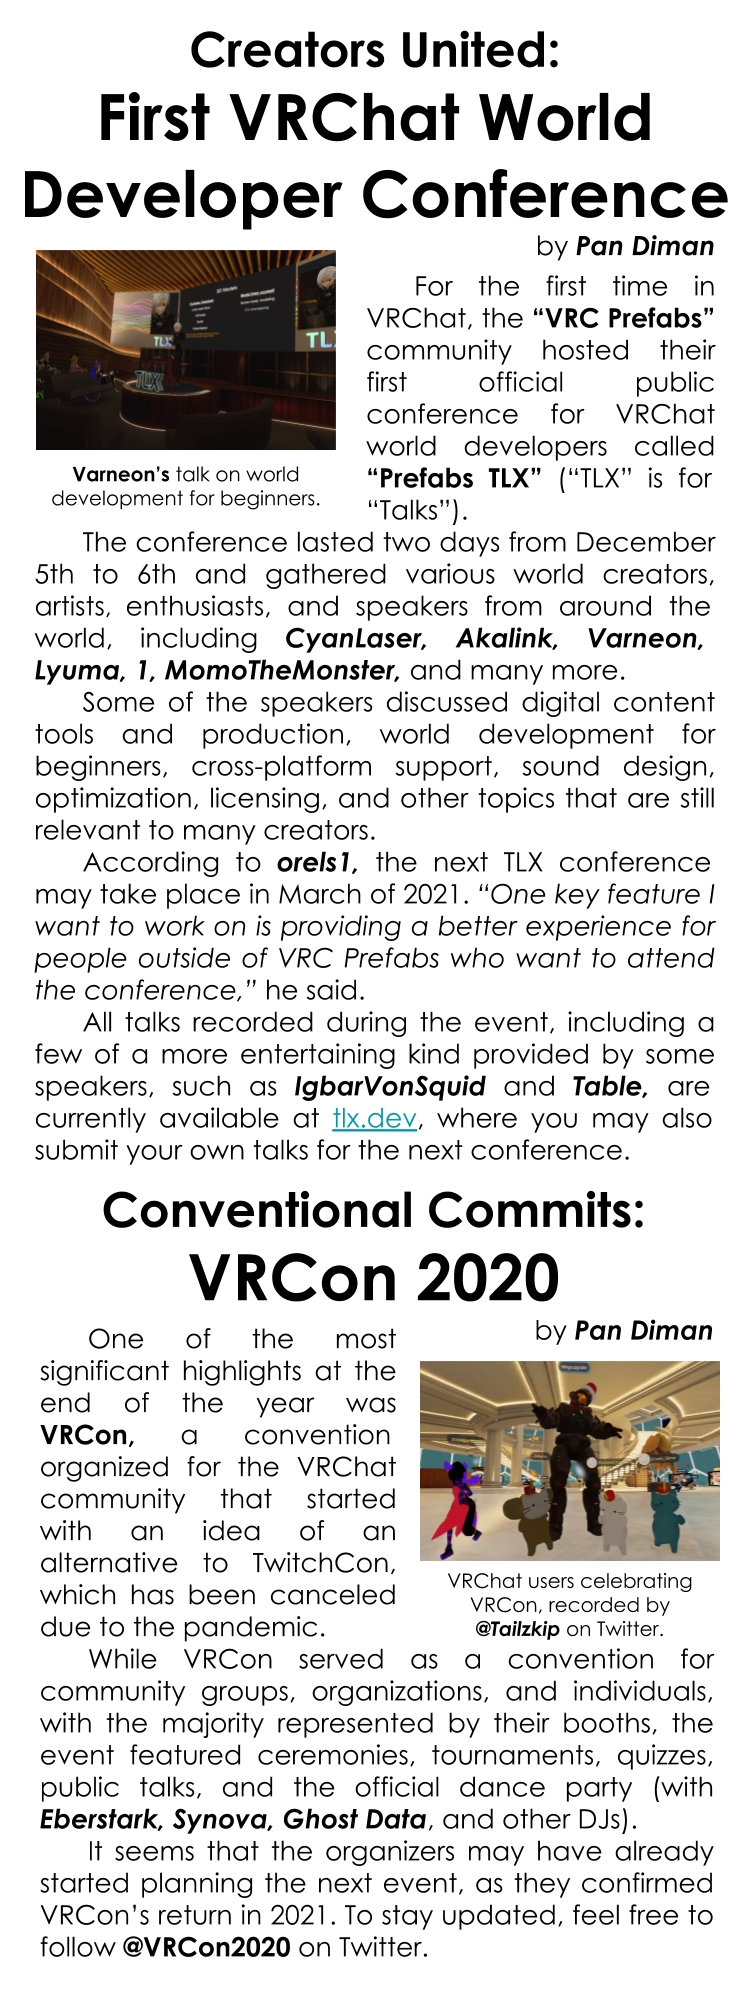 Creators United:
First VRChat World
Developer Conference
by Pan Diman
TLX
TLX
TL
Varneon's talk on world
development for beginners.
For the first time in
VRChat, the “VRC Prefabs”
community hosted their
first official public
conference for VRChat
world developers called
“Prefabs TLX” (“TLX” is for
“Talks”).
The conference lasted two days from December
5th to 6th and gathered various world creators,
artists, enthusiasts, and speakers from around the
world, including CyanLaser, Akalink, Varneon,
Lyuma, 1, MomoTheMonster, and many more.
Some of the speakers discussed digital content
tools and production, world development for
beginners, cross-platform support, sound design,
optimization, licensing, and other topics that are still
relevant to many creators.
According to orels1, the next TLX conference
may take place in March of 2021. “One key feature I
want to work on is providing a better experience for
people outside of VRC Prefabs who want to attend
the conference,” he said.
All talks recorded during the event, including a
few of a more entertaining kind provided by some
speakers, such as IgbarVonSquid and Table, are
currently available at tlx.dev, where you may also
submit your own talks for the next conference.
Conventional Commits:
VRCon 2020
by Pan Diman
One of the most
significant highlights at the
end of the year was
VRCon, a convention
organized for the VRChat
community that started
with an idea of an
alternative to TwitchCon,
which has been canceled
due to the pandemic.
VRChat users celebrating
VRCon, recorded by
@Tailzkip on Twitter.
While VRCon served as a convention for
community groups, organizations, and individuals,
with the majority represented by their booths, the
event featured ceremonies, tournaments, quizzes,
public talks, and the official dance party (with
Eberstark, Synova, Ghost Data, and other DJs).
It seems that the organizers may have already
started planning the next event, as they confirmed
VRCon’s return in 2021. To stay updated, feel free to
follow @VRCon2020 on Twitter.